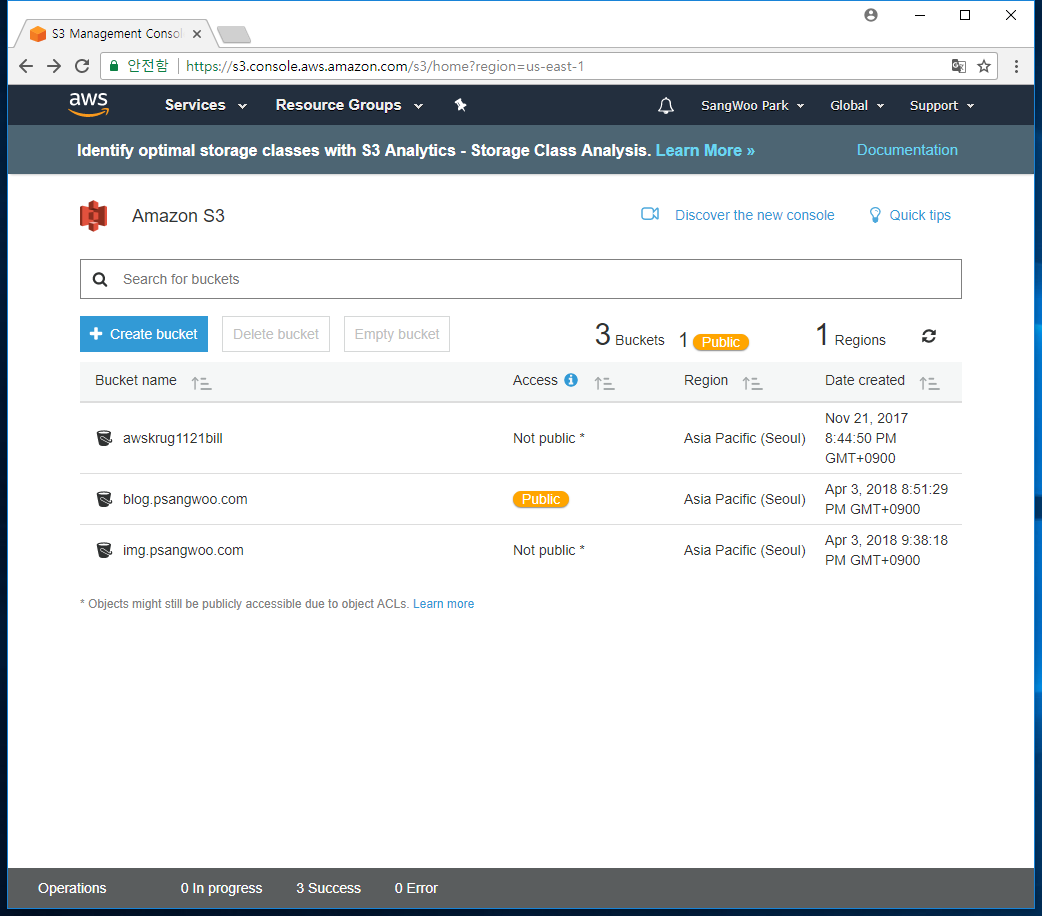 S3 Management Consol
안전함 https://s3.console.aws.amazon.com/s3/home?region=us-east-1
aws Services Resource Groups SangWoo Park Global Support
Identify optimal storage classes with S3 Analytics - Storage Class Analysis. Learn More » Documentation
Amazon S3 Discover the new console Quick tips
Search for buckets
+ Create bucket Delete bucket Empty bucket 3 Buckets 1 Public 1 Regions
Bucket name Access Region Date created
awskrug1121bill Not public * Asia Pacific (Seoul) Nov 21, 2017
8:44:50 PM
GMT+0900
blog.psangwoo.com Public Asia Pacific (Seoul) Apr 3, 2018 8:51:29
PM GMT+0900
img.psangwoo.com Not public * Asia Pacific (Seoul) Apr 3, 2018 9:38:18
PM GMT+0900
* Objects might still be publicly accessible due to object ACLs. Learn more
Operations 0 In progress 3 Success 0 Error